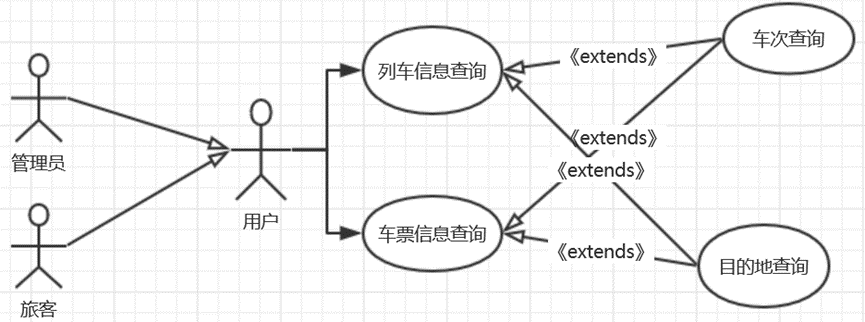 车次查询
《extends》
列车信息查询
《extends》
管理员
《extends》
用户
车票信息查询
《extends》
目的地查询
旅客